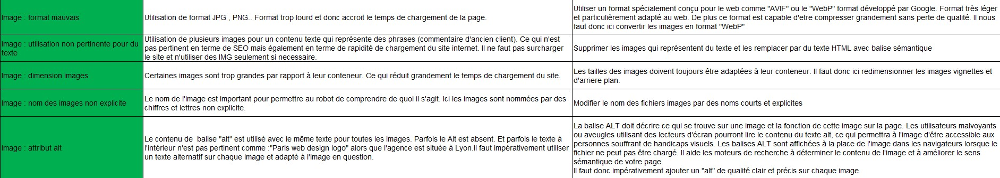 Image : format mauvais
Utilisation de format JPG , PNG.. Format trop lourd et donc accroit le temps de chargement de la page.
Utiliser un format spécialement conçu pour le web comme "AVIF" ou le "WebP" format développé par Google. Format très léger
et particulièrement adapté au web. De plus ce format est capable d'etre compresser grandement sans perte de qualité. Il nous
faut donc ici convertir les images en format "WebP"
Image : utilisation non pertinente pour du
texte
Utilisation de plusieurs images pour un contenu texte qui représente des phrases (commentaire d'ancien client). Ce qui n'est
pas pertinent en terme de SEO mais également en terme de rapidité de chargement du site internet. Il ne faut pas surcharger
le site et n'utiliser des IMG seulement si necessaire.
Supprimer les images qui représentent du texte et les remplacer par du texte HTML avec balise sémantique
Image : dimension images
Certaines images sont trop grandes par rapport à leur conteneur. Ce qui réduit grandement le temps de chargement du site.
Les tailles des images doivent toujours être adaptées à leur conteneur. Il faut donc ici redimensionner les images vignettes et
d'arriere plan.
Image : nom des images non explicite
Le nom de l'image est important pour permettre au robot de comprendre de quoi il s'agit. Ici les images sont nommées par des
chiffres et lettres non explicite.
Modifier le nom des fichiers images par des noms courts et explicites
Image : attribut alt
Le contenu de  balise "alt" est utilisé avec le même texte pour toutes les images. Parfois le Alt est absent. Et parfois le texte à
l'intérieur n'est pas pertinent comme :"Paris web design logo" alors que l'agence est située à Lyon.Il faut impérativement utiliser
un texte alternatif sur chaque image et adapté à l'image en question.
La balise ALT doit décrire ce qui se trouve sur une image et la fonction de cette image sur la page. Les utilisateurs malvoyants
ou aveugles utilisant des lecteurs d'écran pourront lire le contenu du texte alt, ce qui permettra à l'image d'être accessible aux
personnes souffrant de handicaps visuels. Les balises ALT sont affichées à la place de l'image dans les navigateurs lorsque le
fichier ne peut pas être chargé. Il aide les moteurs de recherche à déterminer le contenu de l'image et à améliorer le sens
sémantique de votre page.
Il faut donc impérativement ajouter un "alt" de qualité clair et précis sur chaque image.